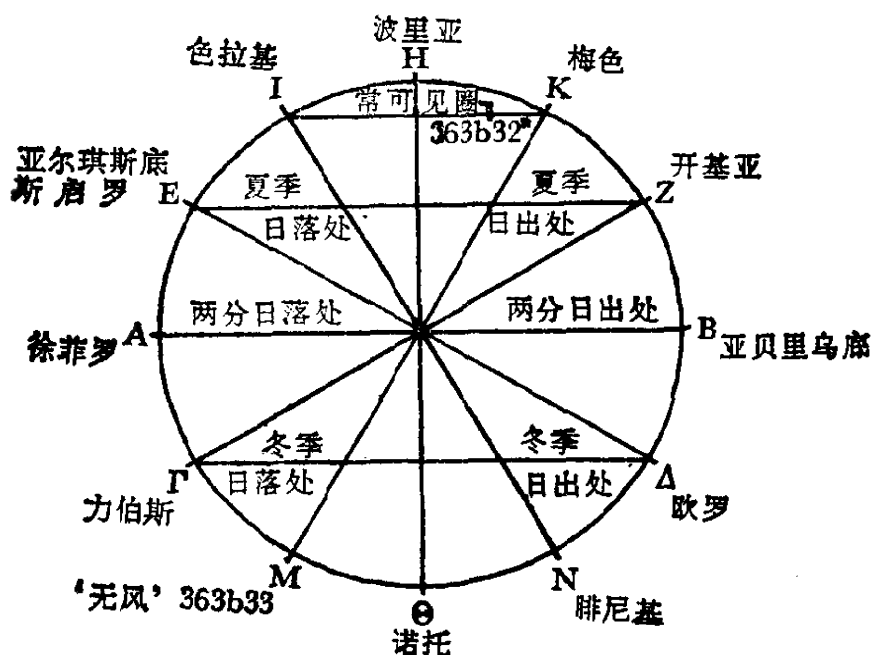 波里亚
色拉基
H
梅色
I
K
常可见圈
363b32*
亚尔琪斯底
斯启罗
E
夏季
夏季
Z
开基亚
日落处
日出处
两分日落处
两分日出处
徐菲罗
A
B
亚贝里乌底
冬季
冬季
Γ
日落处
日出处
Δ
力伯斯
欧罗
M
N
‘无风’363b33
Θ
腓尼基
诺托